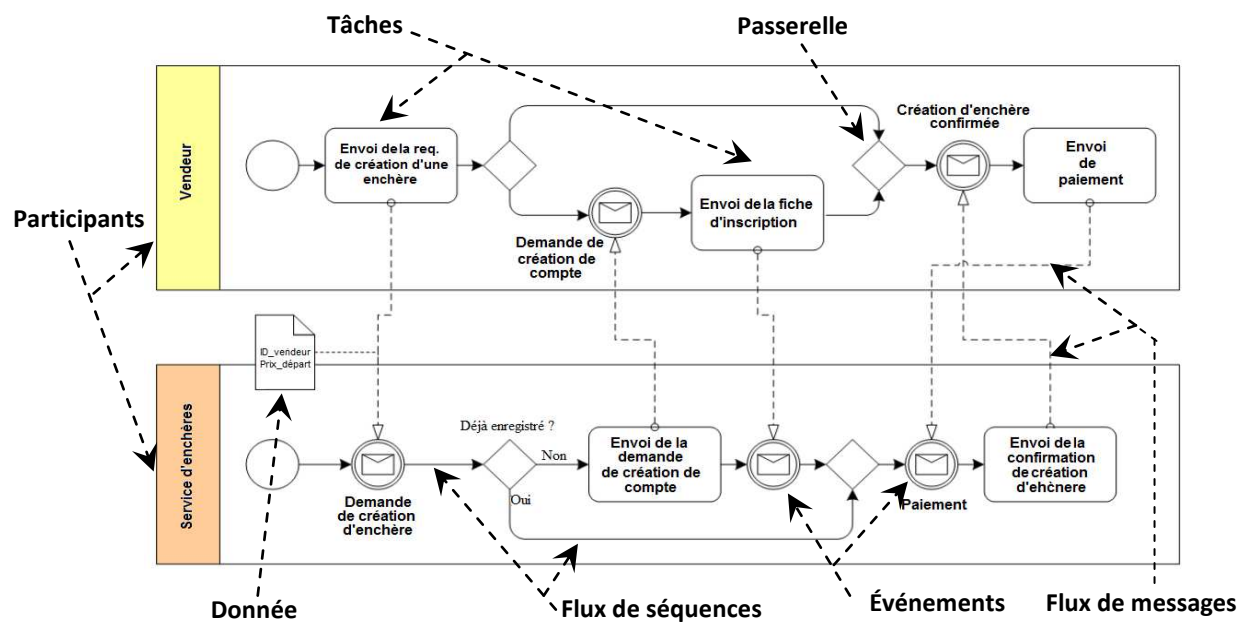 Tâches
Passerelle
Vendeur
Envoi de la req.
de création d'une
enchère
Création d'enchère
confirmée
Envoi
de
paiement
Envoi de la fiche
d'inscription
Participants
Demande de
création de
compte
ID_vendeur
Prix_départ
Service d'enchères
Déjà enregistré ?
Non
Oui
Envoi de la
demande
de création de
compte
Envoi de la
confirmation
de création
d'ehcnere
Demande
de création
d'enchère
Paiement
Donnée
Flux de séquences
Événements
Flux de messages